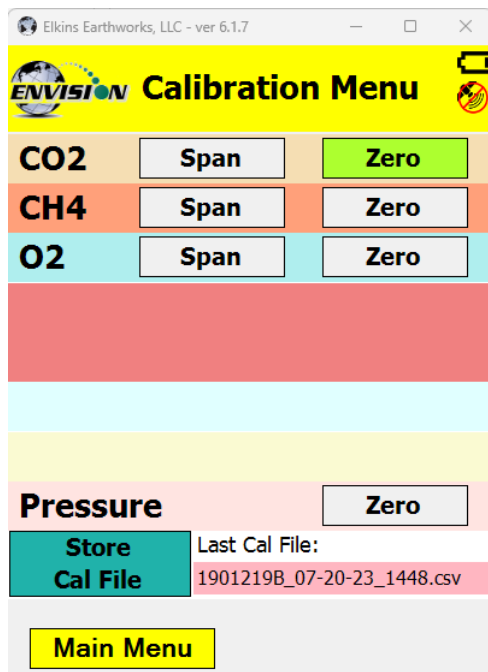 Elkins Earthworks, LLC - ver 6.1.7
ENVISION Calibration Menu
CO2 Span Zero
CH4 Span Zero
O2 Span Zero
Pressure Zero
Store Last Cal File:
Cal File 1901219B_07-20-23_1448.csv
Main Menu